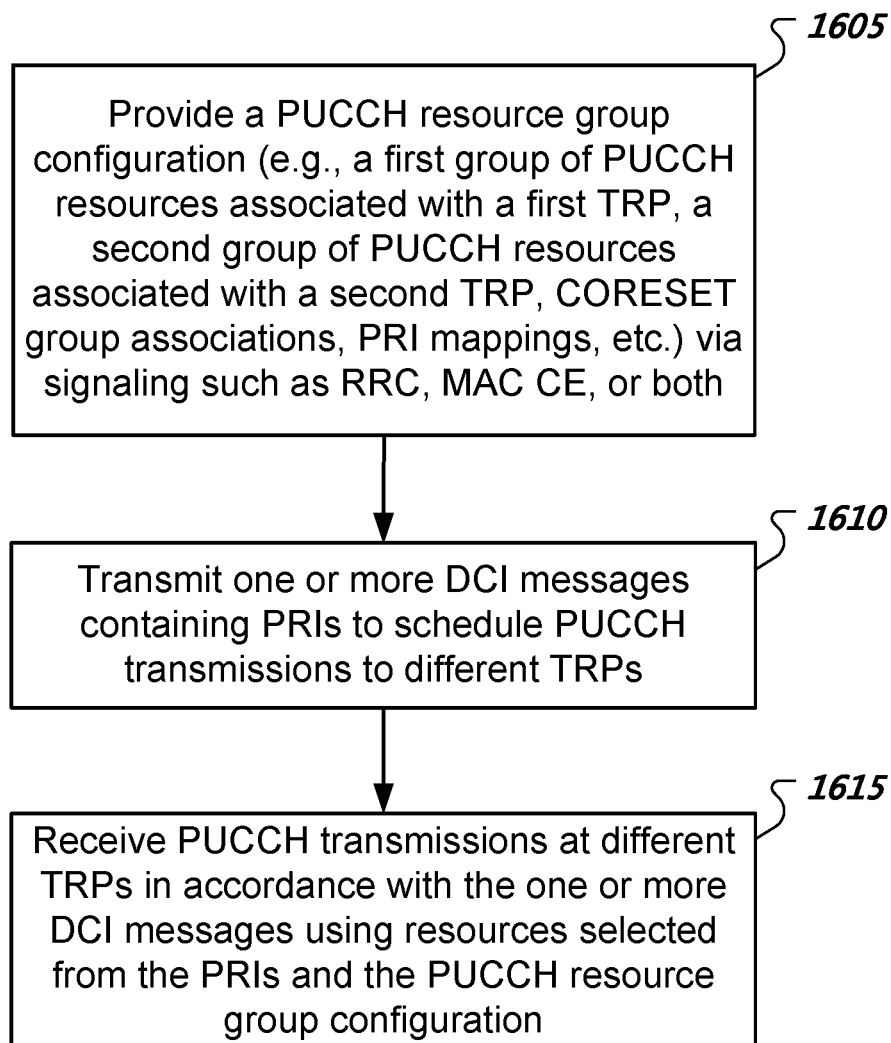 1605
Provide a PUCCH resource group
configuration (e.g., a first group of PUCCH
resources associated with a first TRP, a
second group of PUCCH resources
associated with a second TRP, CORESET
group associations, PRI mappings, etc.) via
signaling such as RRC, MAC CE, or both
1610
Transmit one or more DCI messages
containing PRIs to schedule PUCCH
transmissions to different TRPs
1615
Receive PUCCH transmissions at different
TRPs in accordance with the one or more
DCI messages using resources selected
from the PRIs and the PUCCH resource
group configuration